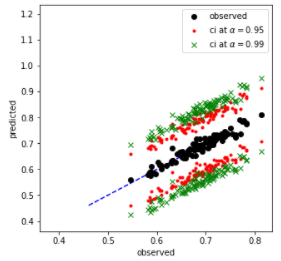 1.2
1.1
1.0
0.9
0.8
0.7
0.6
0.5
0.4
predicted
observed
ci at α = 0.95
ci at α = 0.99
0.4 0.5 0.6 0.7 0.8
observed